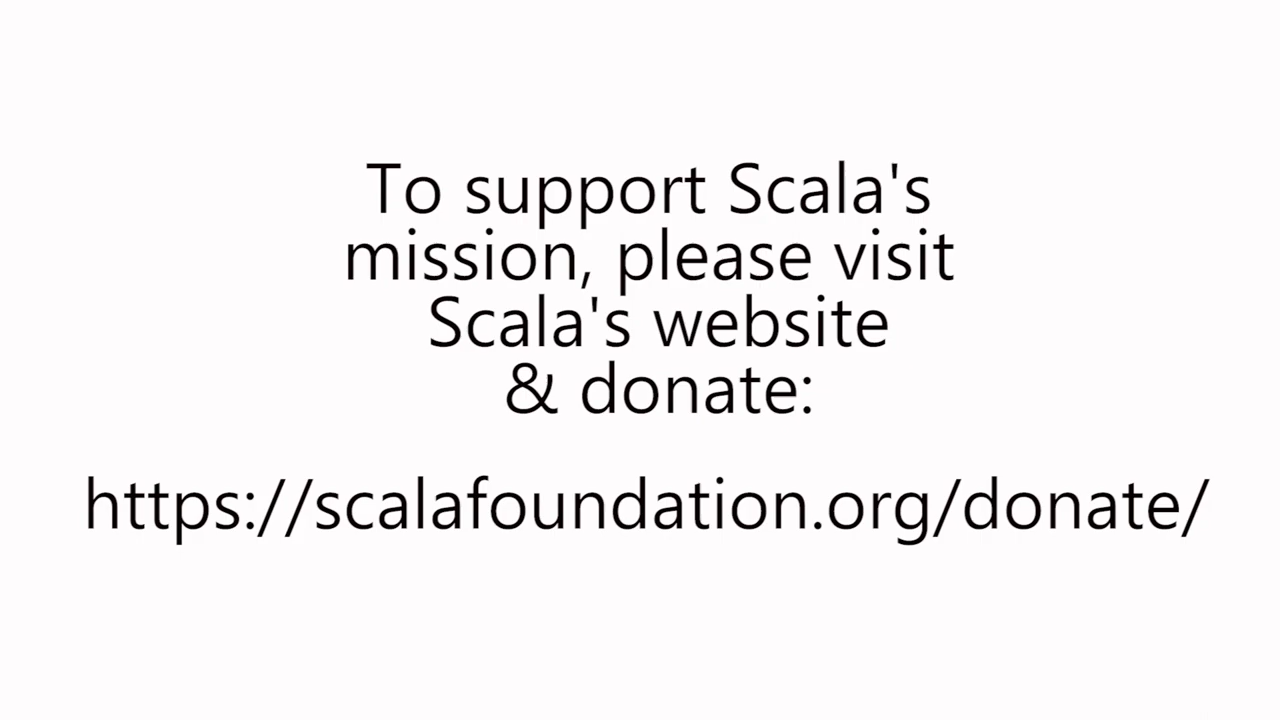 To support Scala's
mission, please visit
Scala's website
& donate:
https://scalafoundation.org/donate/